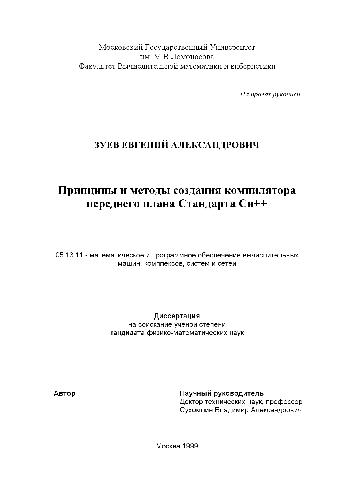 Московский Государственный Университет
им. М.В.Ломоносова
Факультет Вычислительной математики и кибернетики
На правах рукописи
ЗУЕВ ЕВГЕНИЙ АЛЕКСАНДРОВИЧ
Принципы и методы создания компилятора
переднего плана Стандарта Си++
05.13.11 - математическое и программное обеспечение вычислительных
машин, комплексов, систем и сетей
Диссертация
на соискание ученой степени
кандидата физико-математических наук
Автор
Научный руководитель
Доктор технических наук, профессор
Сухомлин Владимир Александрович
Москва 1999